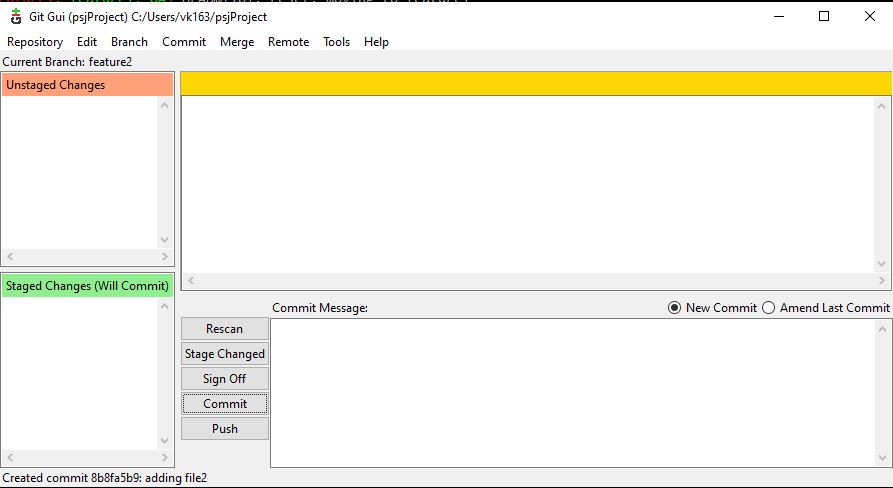 Git Gui (psjProject) C:/Users/vk163/psjProject
Repository Edit Branch Commit Merge Remote Tools Help
Current Branch: feature2
Unstaged Changes
Staged Changes (Will Commit)
Commit Message:
New Commit
Amend Last Commit
Rescan
Stage Changed
Sign Off
Commit
Push
Created commit 8b8fa5b9: adding file2